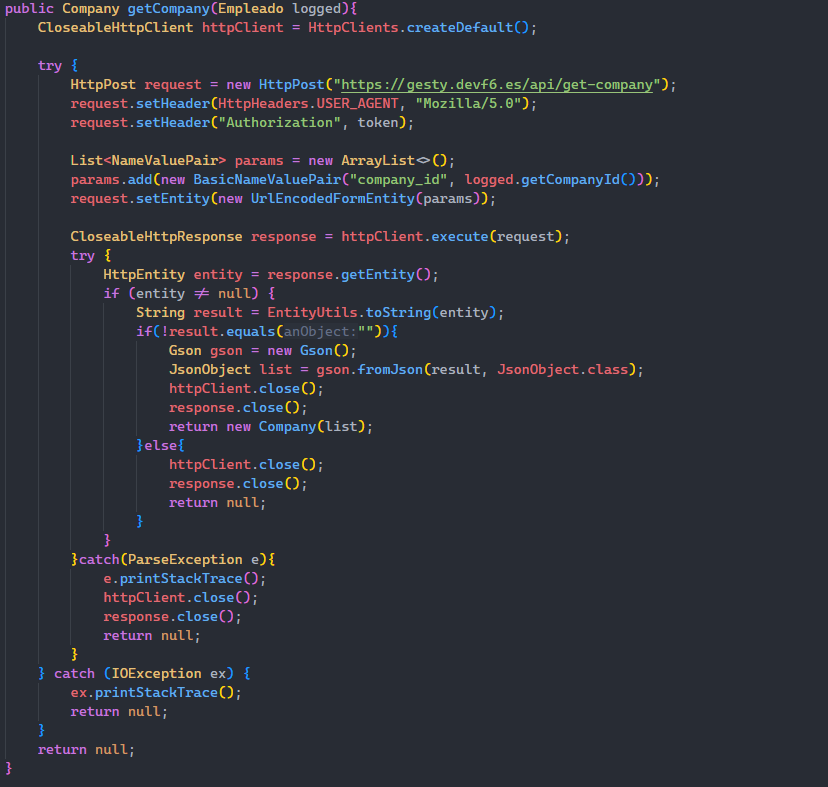 public Company getCompany(Empleado logged){
CloseableHttpClient httpClient = HttpClients.createDefault();
try {
HttpPost request = new HttpPost("https://gesty.devf6.es/api/get-company");
request.setHeader(HttpHeaders.USER_AGENT, "Mozilla/5.0");
request.setHeader("Authorization", token);
List<NameValuePair> params = new ArrayList<>();
params.add(new BasicNameValuePair("company_id", logged.getCompanyId()));
request.setEntity(new UrlEncodedFormEntity(params));
CloseableHttpResponse response = httpClient.execute(request);
try {
HttpEntity entity = response.getEntity();
if (entity != null) {
String result = EntityUtils.toString(entity);
if(!result.equals(anObject:"")){
Gson gson = new Gson();
JsonObject list = gson.fromJson(result, JsonObject.class);
httpClient.close();
response.close();
return new Company(list);
}else{
httpClient.close();
response.close();
return null;
}
}
}catch(ParseException e){
e.printStackTrace();
httpClient.close();
response.close();
return null;
}
} catch (IOException ex) {
ex.printStackTrace();
return null;
}
return null;
}